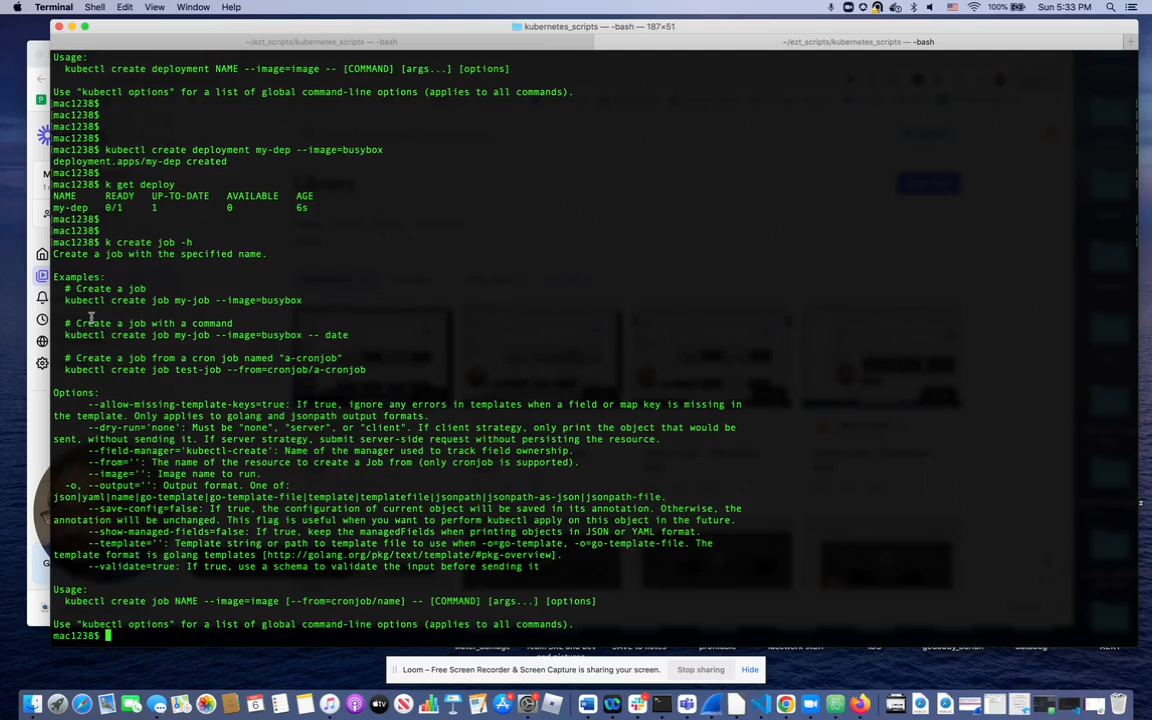 Terminal Shell Edit View Window Help 100% Sun 5:33 PM
kubernetes_scripts — -bash — 187×51
~/ezt_scripts/kubernetes_scripts — -bash ~/ezt_scripts/kubernetes_scripts — -bash
Usage:
kubectl create deployment NAME --image=image -- [COMMAND] [args...] [options]
Use "kubectl options" for a list of global command-line options (applies to all commands).
mac1238$
mac1238$
mac1238$
mac1238$
mac1238$ kubectl create deployment my-dep --image=busybox
deployment.apps/my-dep created
mac1238$
mac1238$ k get deploy
NAME READY UP-TO-DATE AVAILABLE AGE
my-dep 0/1 1 0 6s
mac1238$
mac1238$
mac1238$ k create job -h
Create a job with the specified name.
Examples:
# Create a job
kubectl create job my-job --image=busybox
# Create a job with a command
kubectl create job my-job --image=busybox -- date
# Create a job from a cron job named "a-cronjob"
kubectl create job test-job --from=cronjob/a-cronjob
Options:
--allow-missing-template-keys=true: If true, ignore any errors in templates when a field or map key is missing in
the template. Only applies to golang and jsonpath output formats.
--dry-run='none': Must be "none", "server", or "client". If client strategy, only print the object that would be
sent, without sending it. If server strategy, submit server-side request without persisting the resource.
--field-manager='kubectl-create': Name of the manager used to track field ownership.
--from='': The name of the resource to create a Job from (only cronjob is supported).
--image='': Image name to run.
-o, --output='': Output format. One of:
json|yaml|name|go-template|go-template-file|template|templatefile|jsonpath|jsonpath-as-json|jsonpath-file.
--save-config=false: If true, the configuration of current object will be saved in its annotation. Otherwise, the
annotation will be unchanged. This flag is useful when you want to perform kubectl apply on this object in the future.
--show-managed-fields=false: If true, keep the managedFields when printing objects in JSON or YAML format.
--template='': Template string or path to template file to use when -o=go-template, -o=go-template-file. The
template format is golang templates [http://golang.org/pkg/text/template/#pkg-overview].
--validate=true: If true, use a schema to validate the input before sending it
Usage:
kubectl create job NAME --image=image [--from=cronjob/name] -- [COMMAND] [args...] [options]
Use "kubectl options" for a list of global command-line options (applies to all commands).
mac1238$
Library
Loom – Free Screen Recorder & Screen Capture is sharing your screen. Stop sharing Hide